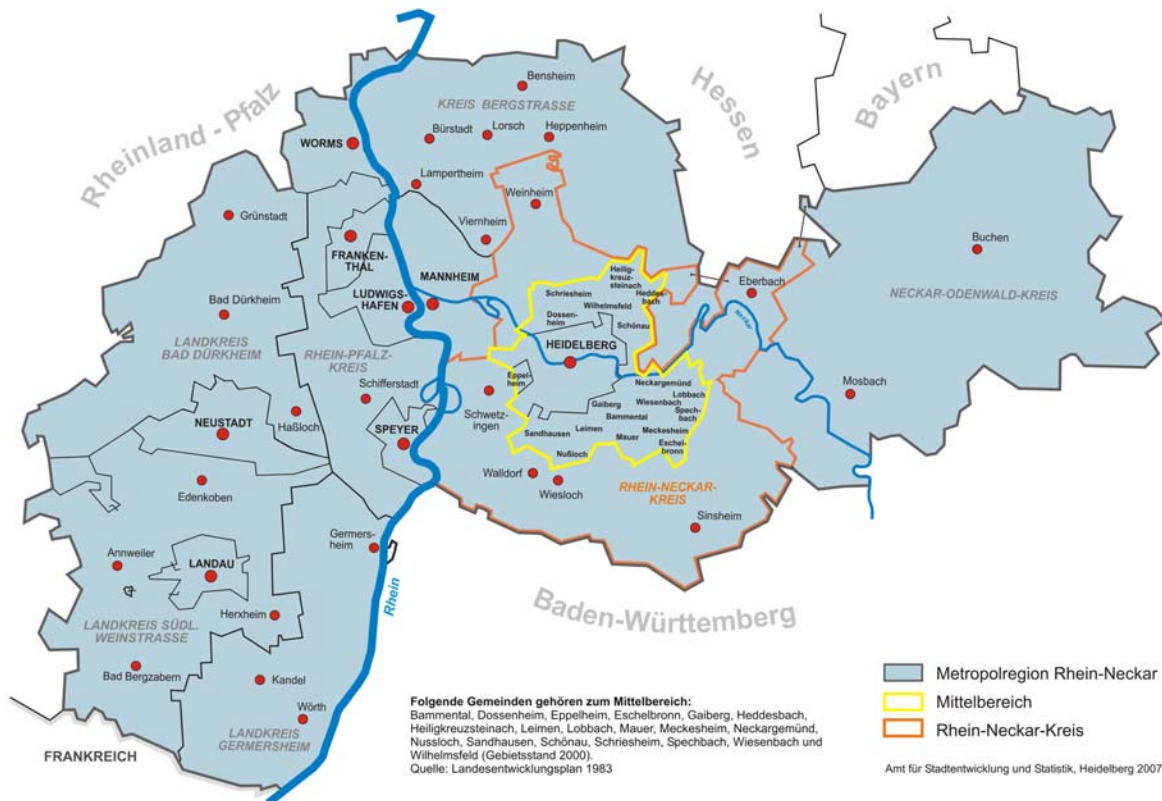 Rheinland - Pfalz
Hessen
Bayern
Bensheim
KREIS BERGSTRASSE
Bürstadt
Lorsch
Heppenheim
WORMS
Lampertheim
Weinheim
Grünstadt
Viernheim
FRANKEN-
THAL
MANNHEIM
Buchen
Heilig-
kreuz-
steinach
Eberbach
Heddes-
bach
NECKAR-ODENWALD-KREIS
LUDWIGS-
HAFEN
Schriesheim
Wilhelmsfeld
Bad Dürkheim
Dossen-
heim
Schönau
Neckar
LANDKREIS
BAD DÜRKHEIM
RHEIN-PFALZ-
KREIS
HEIDELBERG
Schifferstadt
Eppel-
heim
Neckargemünd
Mosbach
Lobbach
Wiesenbach
Gaiberg
Spech-
bach
Bammental
Schwetz-
ingen
NEUSTADT
Haßloch
SPEYER
Leimen
Meckesheim
Sandhausen
Mauer
Eschel-
bronn
Nußloch
Walldorf
Wiesloch
RHEIN-NECKAR-
KREIS
Edenkoben
Sinsheim
Germers-
heim
Annweiler
LANDAU
Rhein
Baden-Württemberg
Herxheim
LANDKREIS SÜDL.
WEINSTRASSE
Bad Bergzabern
Kandel
Wörth
LANDKREIS
GERMERSHEIM
FRANKREICH
Metropolregion Rhein-Neckar
Mittelbereich
Rhein-Neckar-Kreis
Folgende Gemeinden gehören zum Mittelbereich:
Bammental, Dossenheim, Eppelheim, Eschelbronn, Gaiberg, Heddesbach,
Heiligkreuzsteinach, Leimen, Lobbach, Mauer, Meckesheim, Neckargemünd,
Nussloch, Sandhausen, Schönau, Schriesheim, Spechbach, Wiesenbach und
Wilhelmsfeld (Gebietsstand 2000).
Quelle: Landesentwicklungsplan 1983
Amt für Stadtentwicklung und Statistik, Heidelberg 2007